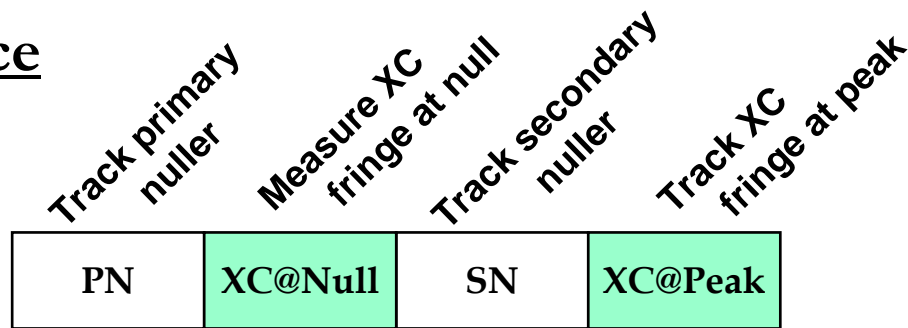 ce
Track primary
nuller
Measure XC
fringe at null
Track secondary
nuller
Track XC
fringe at peak
PN
XC@Null
SN
XC@Peak